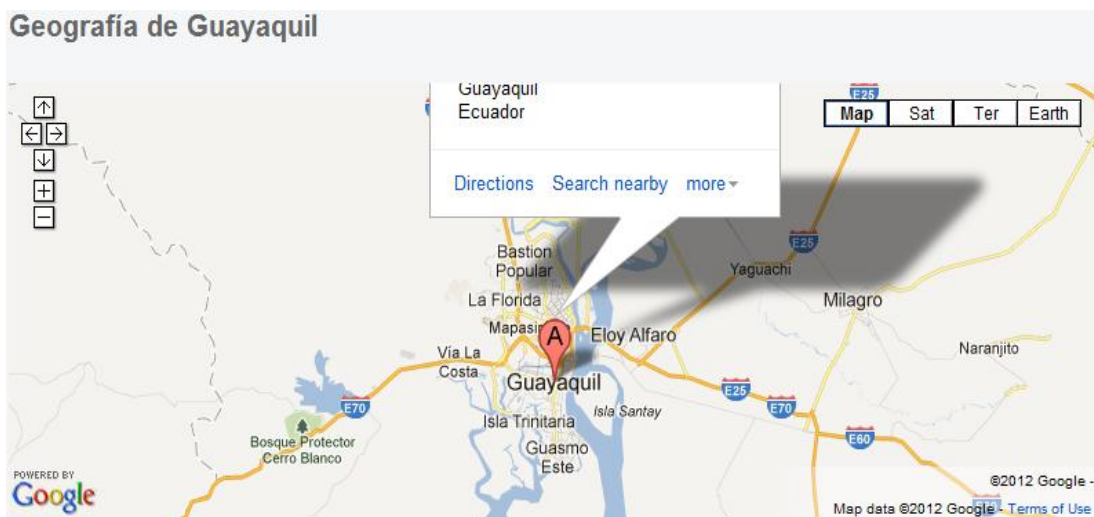 Geografía de Guayaquil
Guayaquil
Ecuador
Directions Search nearby more
Map Sat Ter Earth
E25
E25
Bastion
Popular
Yaguachi
La Florida
Milagro
A
Eloy Alfaro
Vía La
Costa
Naranjito
Guayaquil
E25
E70
E70
Isla Trinitaria
Isla Santay
E60
Bosque Protector
Cerro Blanco
Guasmo
Este
POWERED BY
Google
©2012 Google -
Map data ©2012 Google - Terms of Use